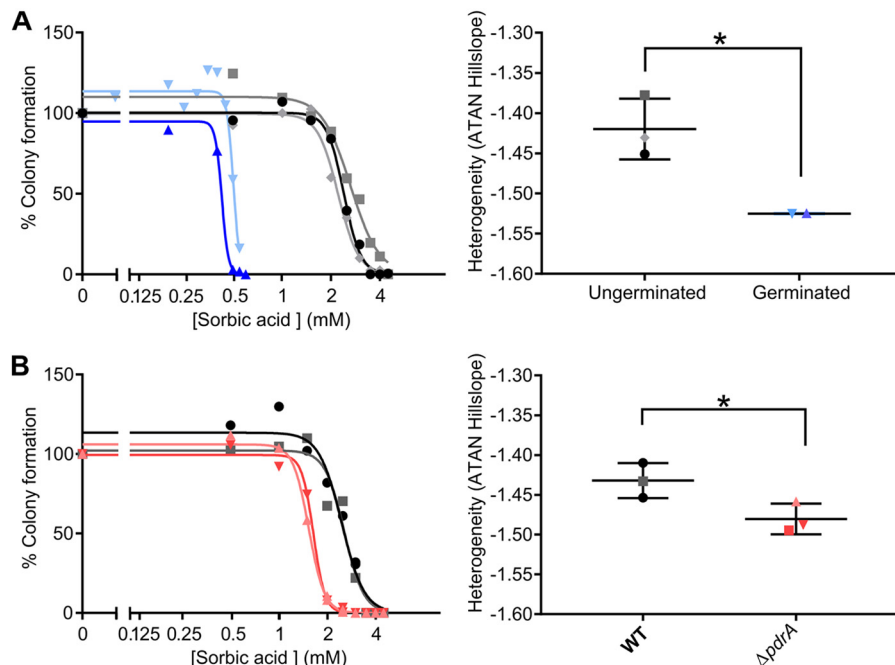 A
% Colony formation
150
100
50
0
0 0.125 0.25 0.5 1 2 4
[Sorbic acid ] (mM)
Heterogeneity (ATAN Hillslope)
-1.30
-1.35
-1.40
-1.45
-1.50
-1.55
-1.60
*
Ungerminated Germinated
B
% Colony formation
150
100
50
0
0 0.125 0.25 0.5 1 2 4
[Sorbic acid ] (mM)
Heterogeneity (ATAN Hillslope)
-1.30
-1.35
-1.40
-1.45
-1.50
-1.55
-1.60
*
WT ΔpdrA